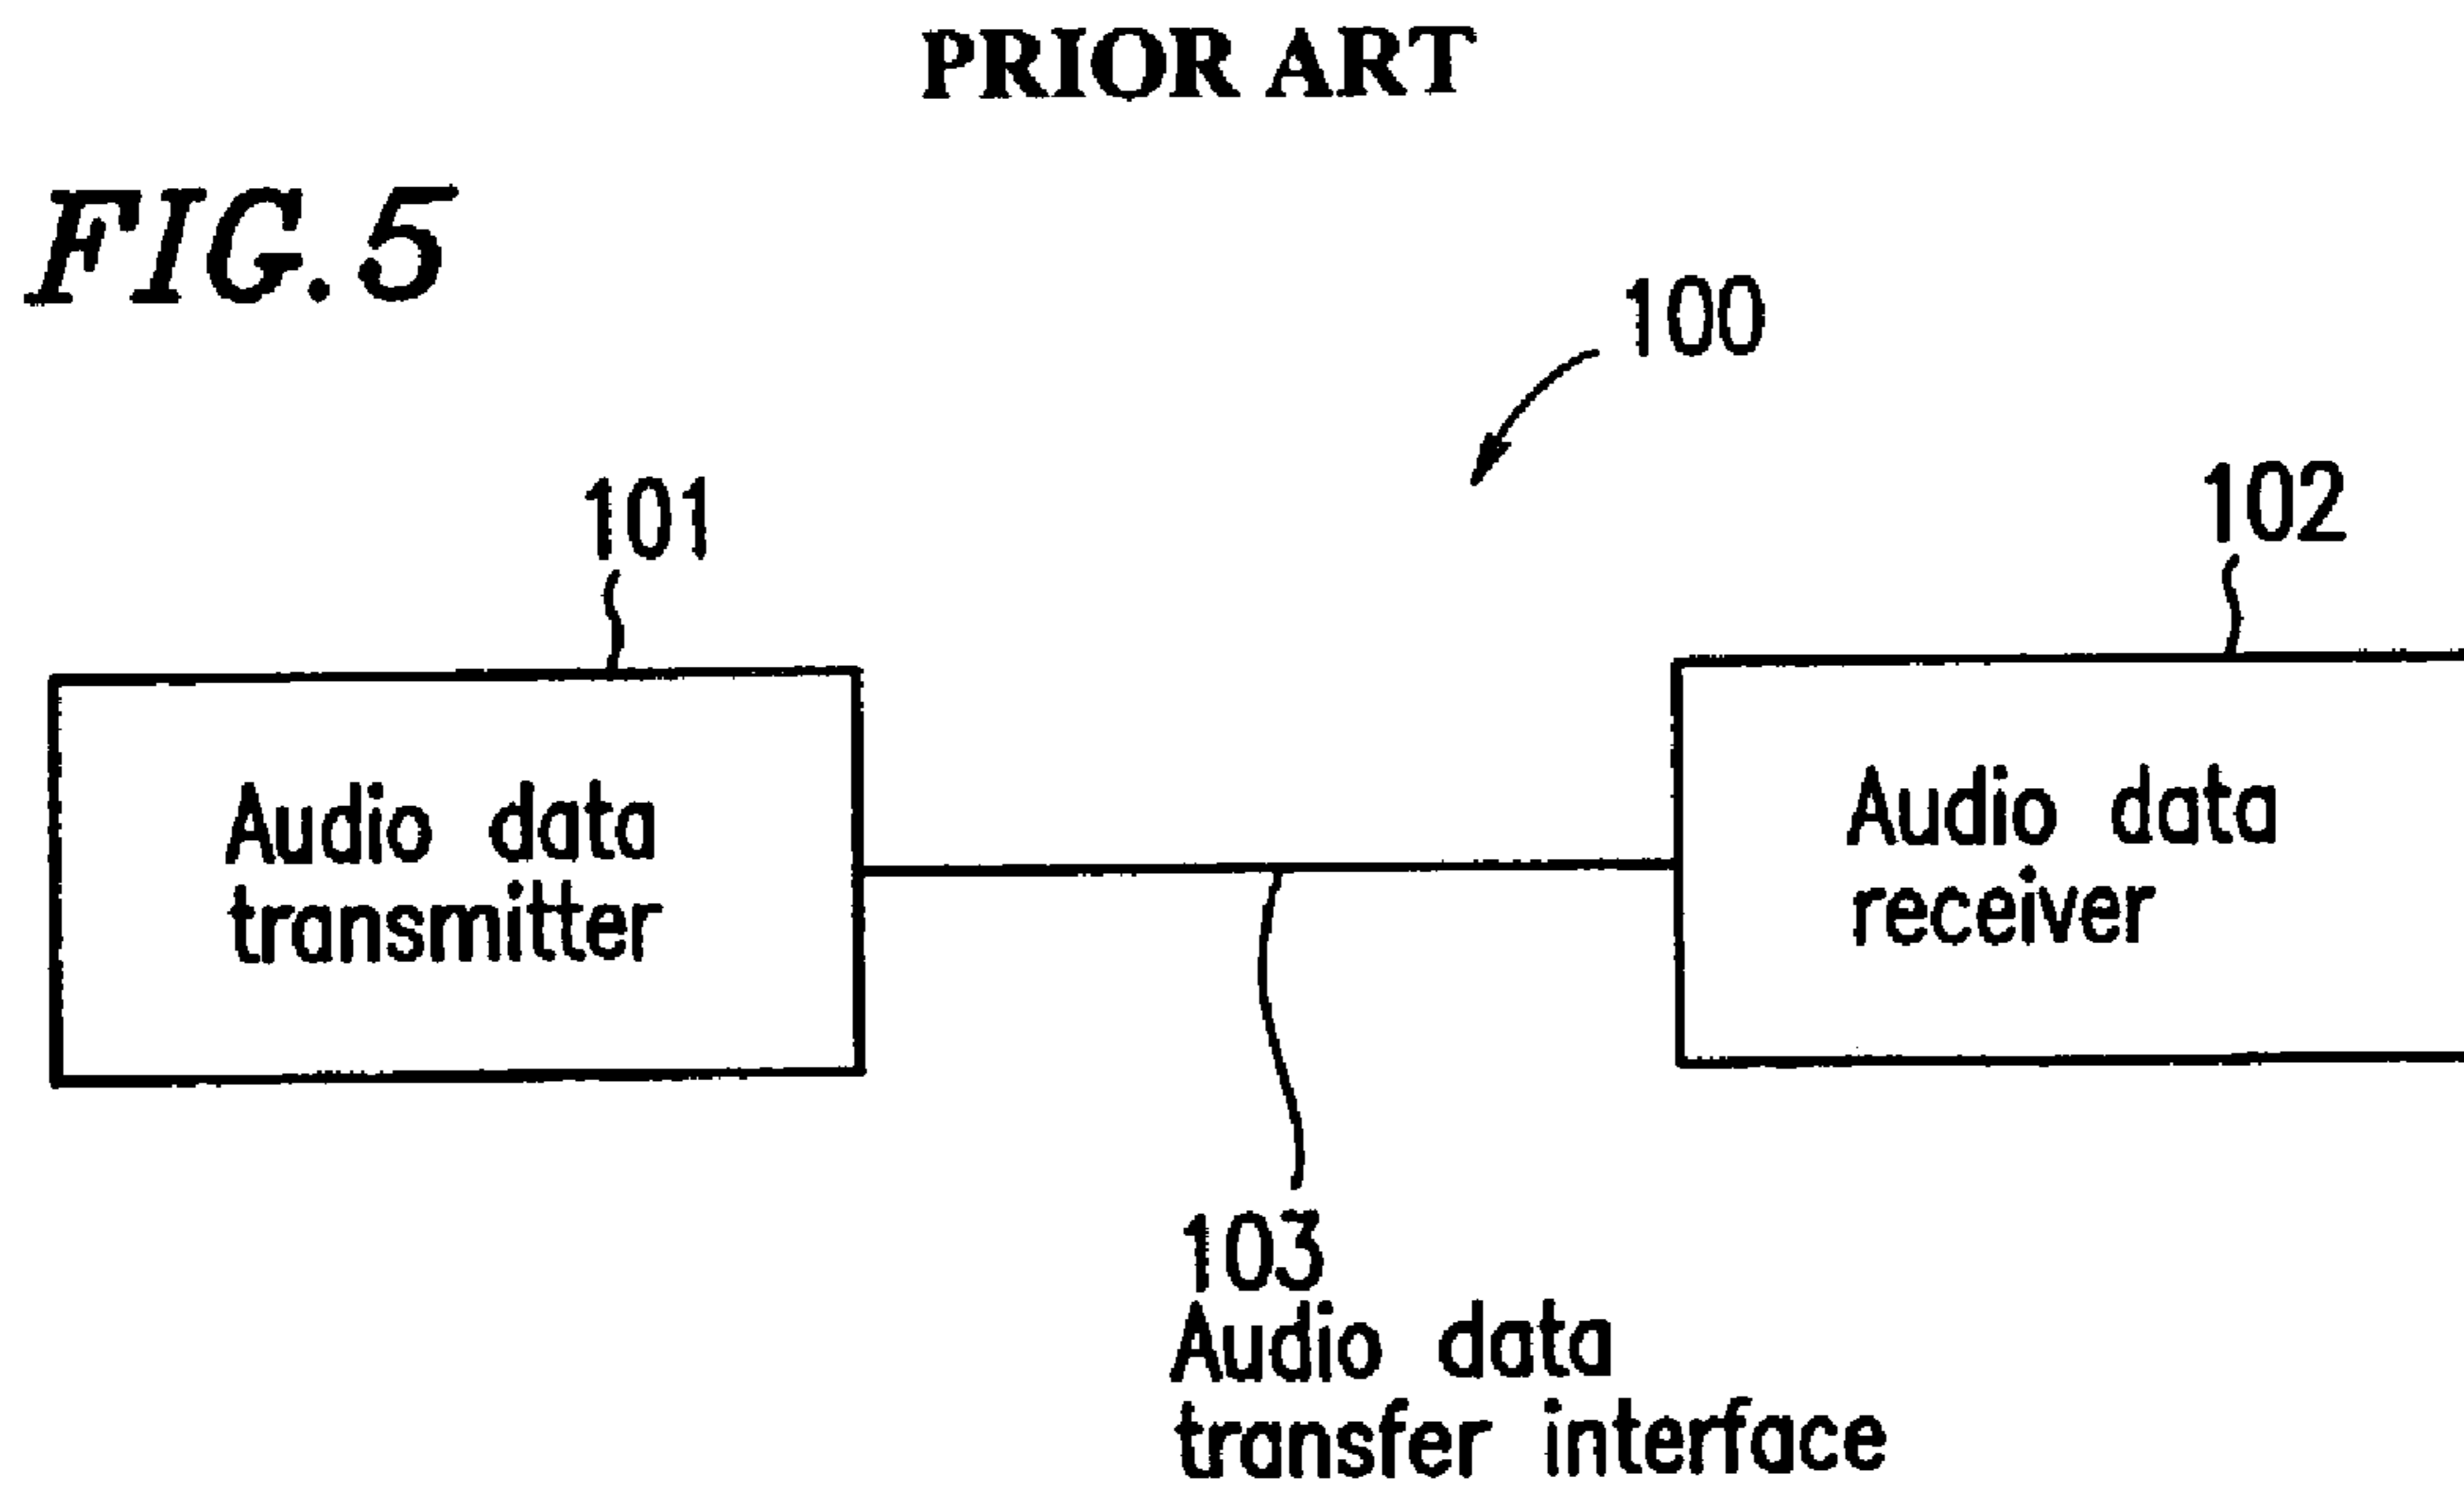 PRIOR ART
FIG.5
100
101
102
Audio data
transmitter
Audio data
receiver
103
Audio data
transfer interface